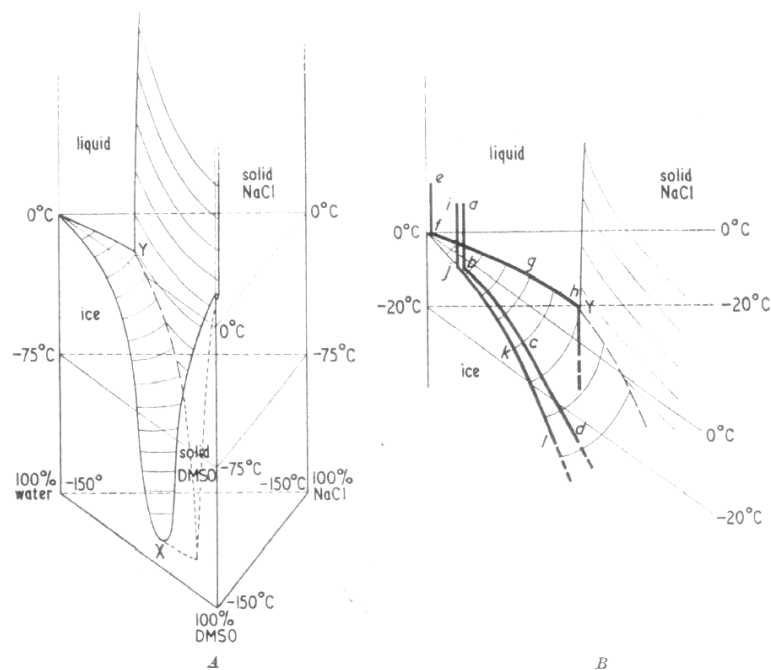 liquid
solid
NaCl
0°C
0°C
Y
ice
0°C
-75°C
-75°C
solid
DMSO
-75°C
100%
water
-150°
-150°C
100%
NaCl
X
-150°C
100%
DMSO
A
liquid
solid
NaCl
e
i
a
f
0°C
0°C
j
b
g
h
Y
-20°C
-20°C
ice
k
c
l
d
0°C
-20°C
B